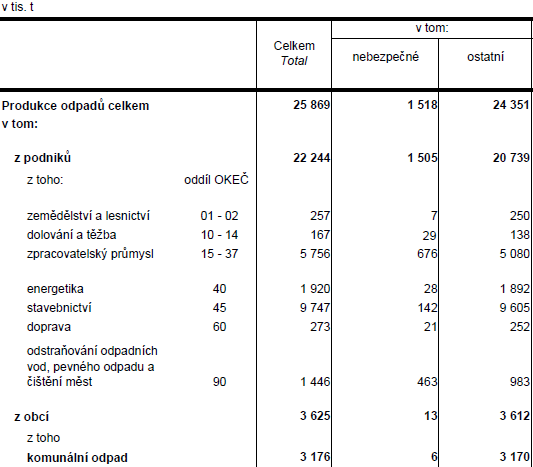 v tis. t
v tom:
Celkem
Total
nebezpečné
ostatní
Produkce odpadů celkem 25 869 1 518 24 351
v tom:
z podniků 22 244 1 505 20 739
z toho: oddíl OKEČ
zemědělství a lesnictví 01 - 02 257 7 250
dolování a těžba 10 - 14 167 29 138
zpracovatelský průmysl 15 - 37 5 756 676 5 080
energetika 40 1 920 28 1 892
stavebnictví 45 9 747 142 9 605
doprava 60 273 21 252
odstraňování odpadních
vod, pevného odpadu a
čištění měst 90 1 446 463 983
z obcí 3 625 13 3 612
z toho
komunální odpad 3 176 6 3 170